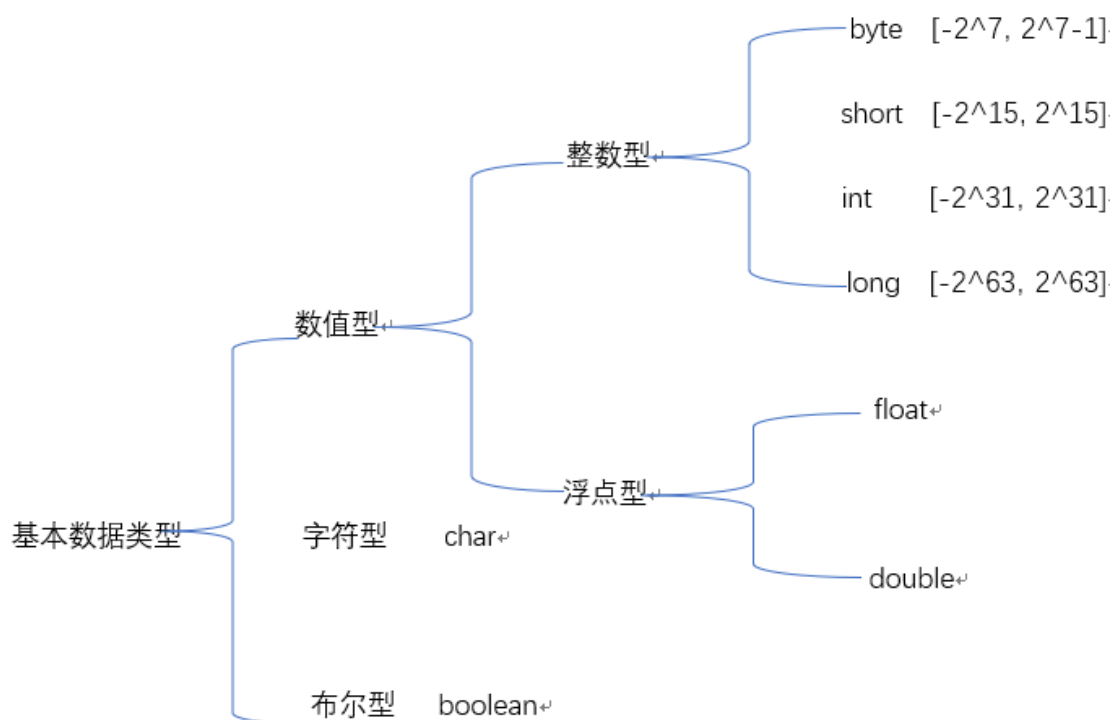 byte [-2^7, 2^7-1]
short [-2^15, 2^15]
整数型
int [-2^31, 2^31]
long [-2^63, 2^63]
数值型
float
浮点型
基本数据类型
字符型 char
double
布尔型 boolean